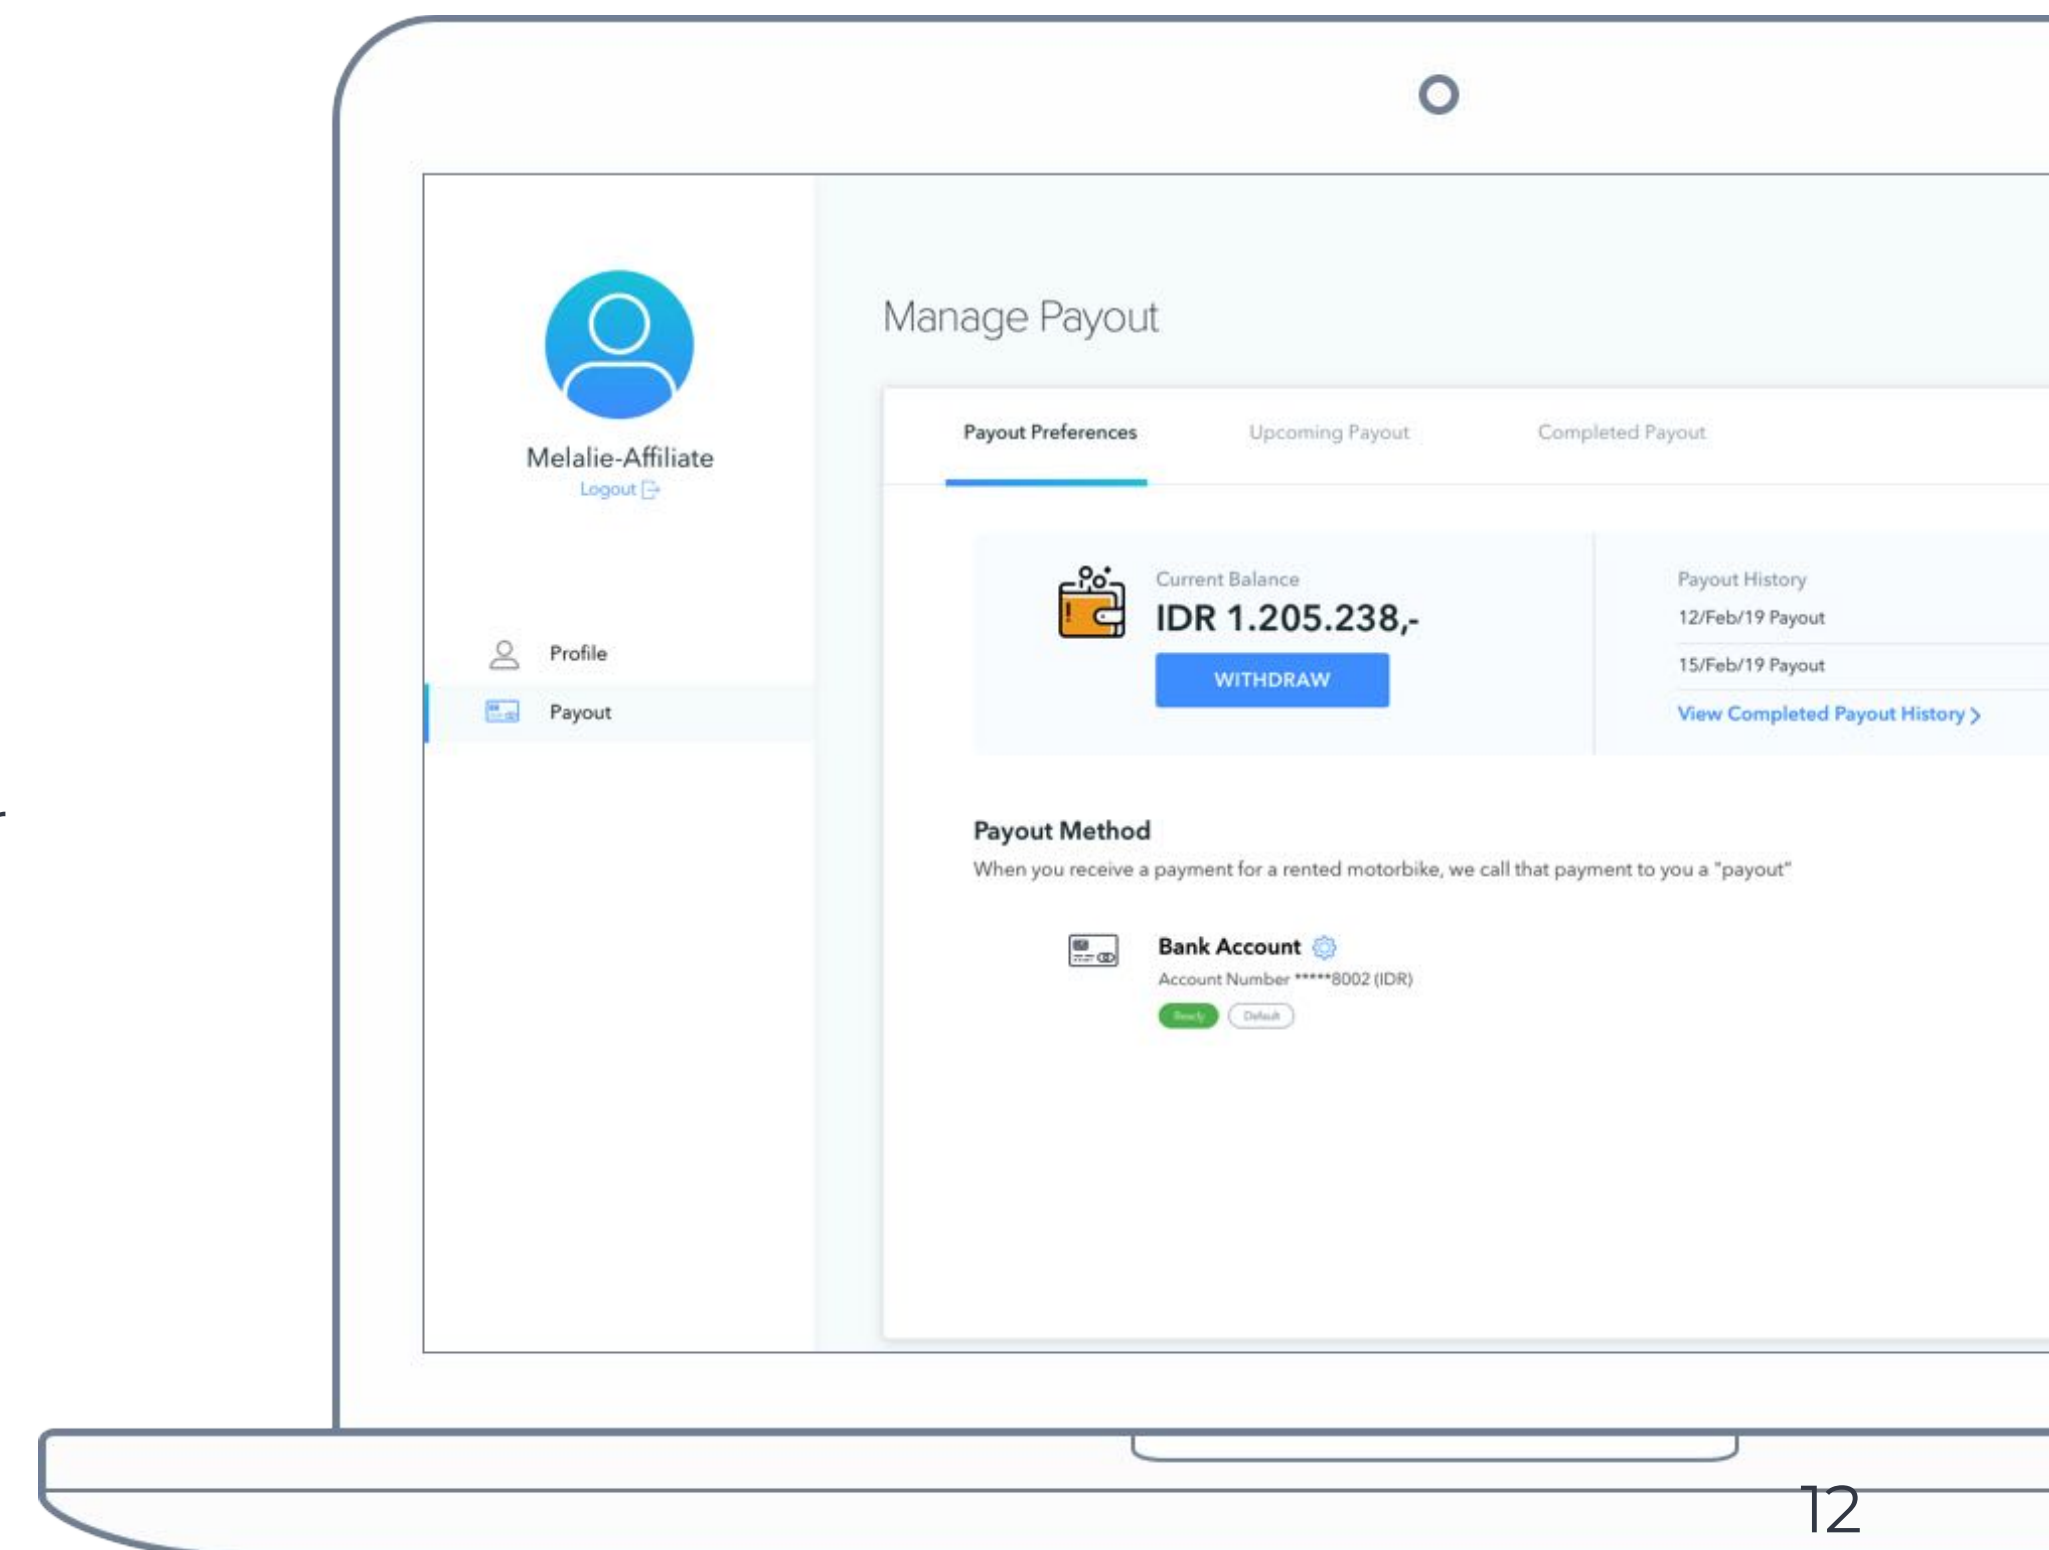 Manage Payout
Melalie-Affiliate
Logout
Profile
Payout
Payout Preferences
Upcoming Payout
Completed Payout
Current Balance
IDR 1.205.238,-
WITHDRAW
Payout History
12/Feb/19 Payout
15/Feb/19 Payout
View Completed Payout History >
Payout Method
When you receive a payment for a rented motorbike, we call that payment to you a "payout"
Bank Account
Account Number *****8002 (IDR)
Ready
Default
12